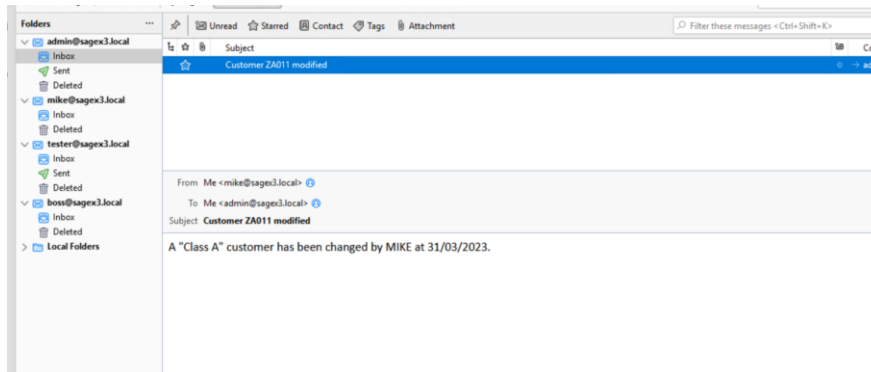 Folders
Unread Starred Contact Tags Attachment
Filter these messages <Ctrl+Shift+K>
admin@sagex3.local
Inbox
Sent
Deleted
mike@sagex3.local
Inbox
Deleted
tester@sagex3.local
Inbox
Sent
Deleted
boss@sagex3.local
Inbox
Deleted
Local Folders
Subject
Customer ZA011 modified
From Me <mike@sagex3.local>
To Me <admin@sagex3.local>
Subject Customer ZA011 modified
A "Class A" customer has been changed by MIKE at 31/03/2023.